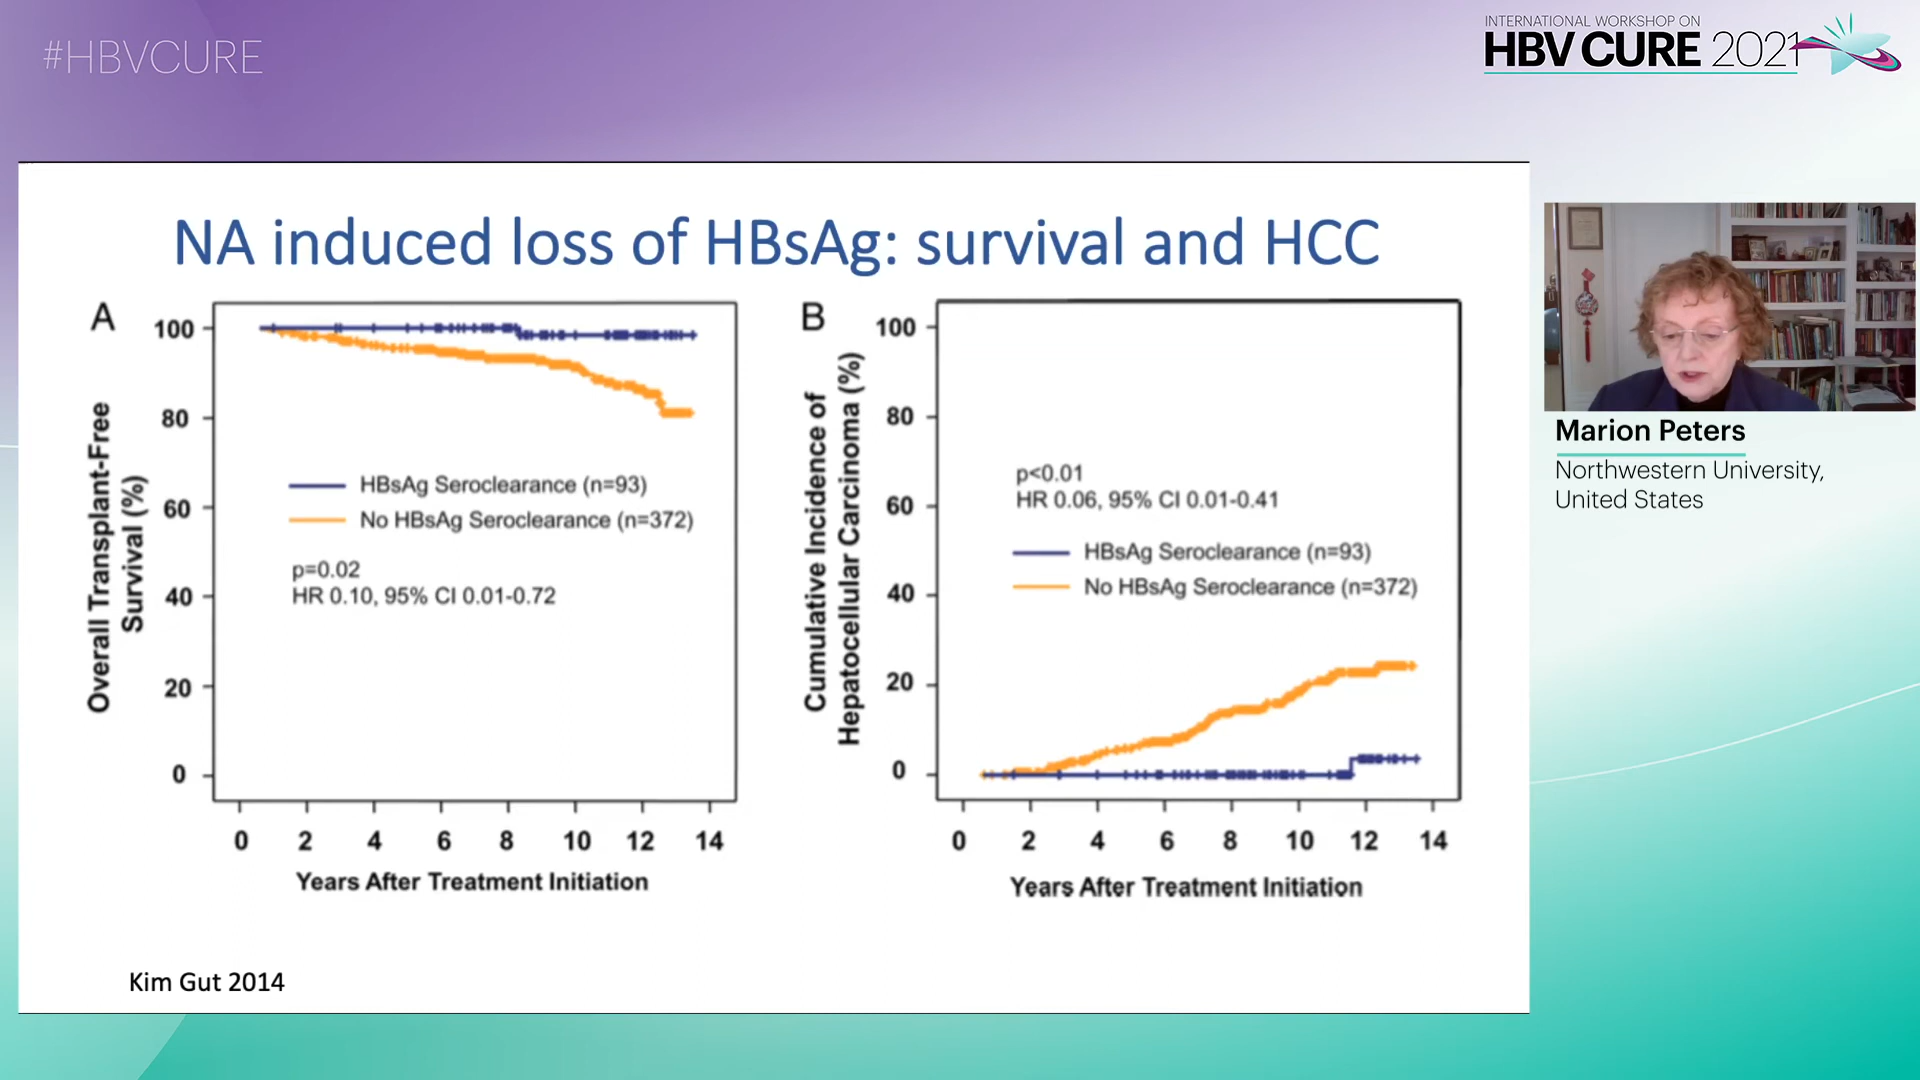 #HBVCURE
INTERNATIONAL WORKSHOP ON
HBV CURE 2021
NA induced loss of HBsAg: survival and HCC
A
Overall Transplant-Free
Survival (%)
100
80
60
40
20
0
HBsAg Seroclearance (n=93)
No HBsAg Seroclearance (n=372)
p=0.02
HR 0.10, 95% CI 0.01-0.72
0 2 4 6 8 10 12 14
Years After Treatment Initiation
B
Cumulative Incidence of
Hepatocellular Carcinoma (%)
100
80
60
40
20
0
p<0.01
HR 0.06, 95% CI 0.01-0.41
HBsAg Seroclearance (n=93)
No HBsAg Seroclearance (n=372)
0 2 4 6 8 10 12 14
Years After Treatment Initiation
Kim Gut 2014
Marion Peters
Northwestern University,
United States